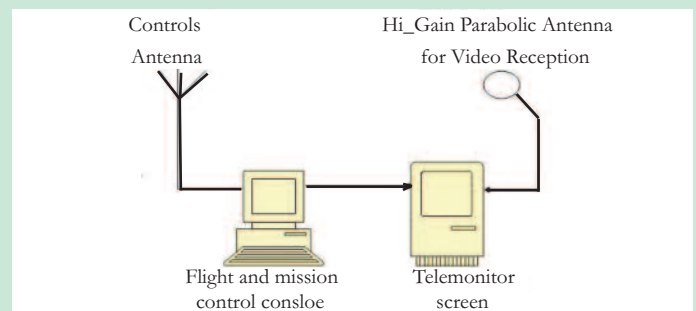 Controls
Antenna
Hi_Gain Parabolic Antenna
for Video Reception
Flight and mission
control consloe
Telemonitor
screen